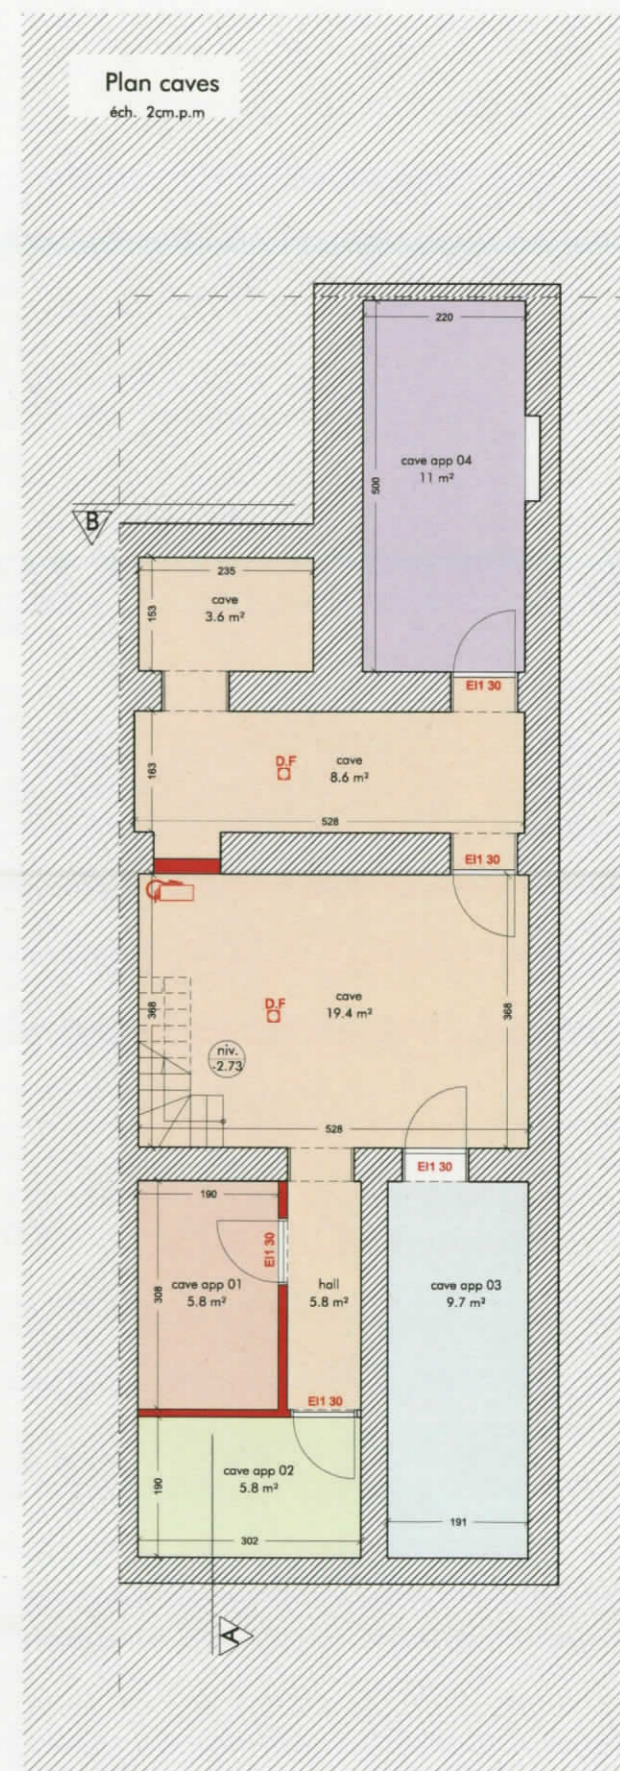 Plan caves
éch. 2cm.p.m
220
cave app 04
11 m²
500
B
235
cave
3.6 m²
153
EI1 30
D.F
cave
8.6 m²
163
528
EI1 30
cave
19.4 m²
D.F
368
368
niv.
-2.73
528
EI1 30
190
EI1 30
cave app 01
5.8 m²
308
hall
5.8 m²
cave app 03
9.7 m²
EI1 30
cave app 02
5.8 m²
190
191
302
A